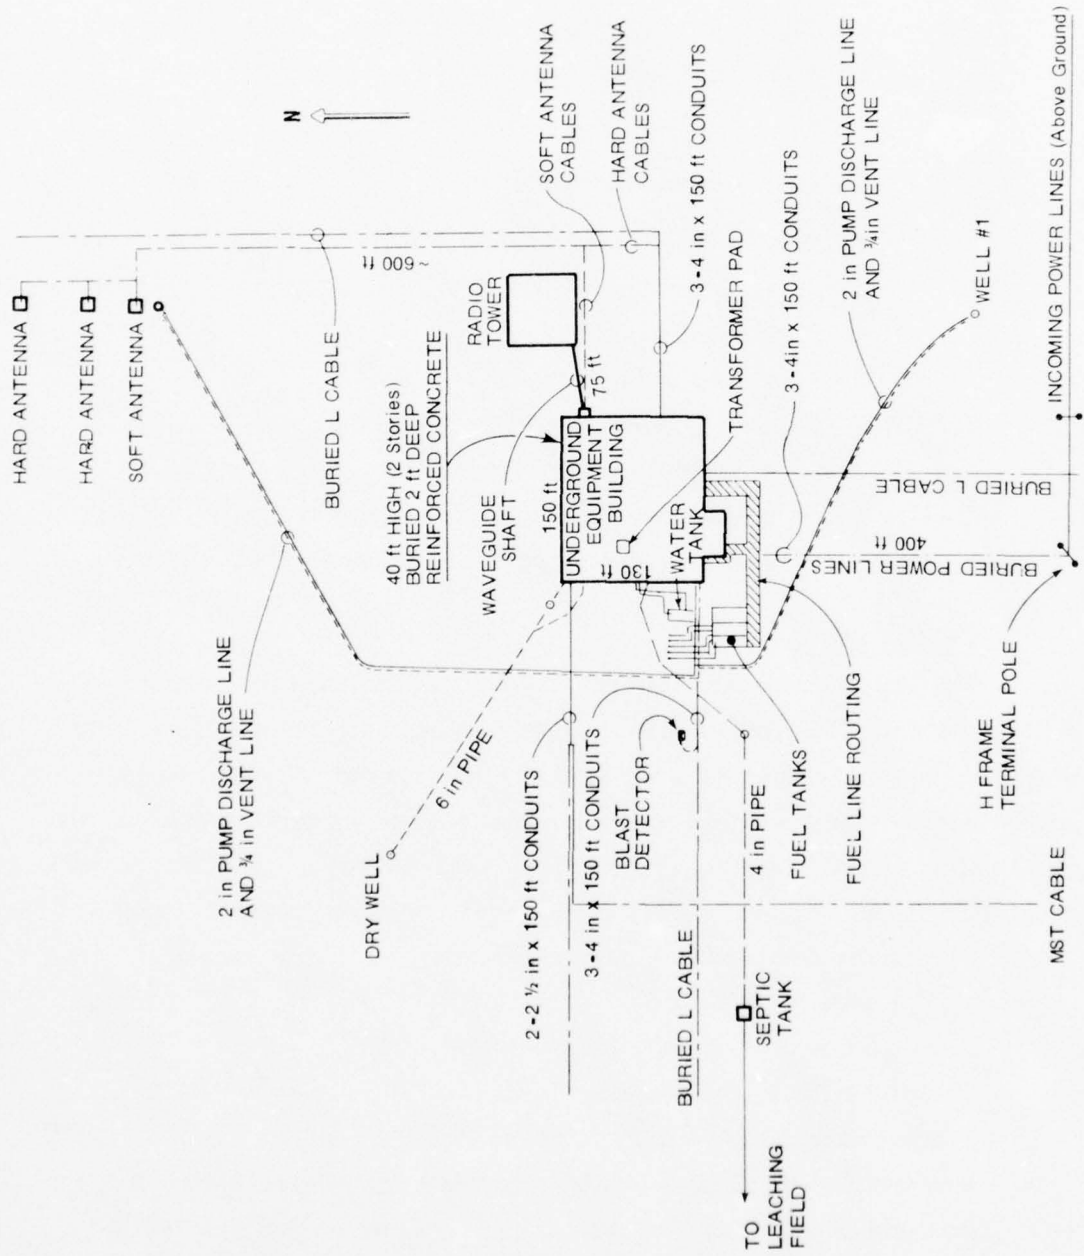 HARD ANTENNA
HARD ANTENNA
SOFT ANTENNA
N
2 in PUMP DISCHARGE LINE
AND ¾ in VENT LINE
BURIED L CABLE
~600 ft
40 ft HIGH (2 Stories)
BURIED 2 ft DEEP
REINFORCED CONCRETE
RADIO
TOWER
SOFT ANTENNA
CABLES
HARD ANTENNA
CABLES
WAVEGUIDE
SHAFT
75 ft
150 ft
3-4 in x 150 ft CONDUITS
UNDERGROUND
EQUIPMENT
BUILDING
130 ft
TRANSFORMER PAD
WATER
TANK
DRY WELL
6 in PIPE
2-2 ½ in x 150 ft CONDUITS
3-4 in x 150 ft CONDUITS
BLAST
DETECTOR
3-4in x 150 ft CONDUITS
2 in PUMP DISCHARGE LINE
AND ¾in VENT LINE
WELL #1
BURIED L CABLE
4 in PIPE
FUEL TANKS
FUEL LINE ROUTING
BURIED L CABLE
400 ft
BURIED POWER LINES
SEPTIC
TANK
TO
LEACHING
FIELD
MST CABLE
H FRAME
TERMINAL POLE
INCOMING POWER LINES (Above Ground)